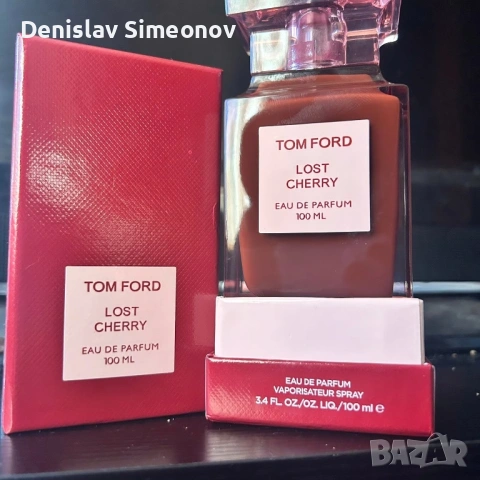 Denislav Simeonov
TOM FORD
LOST
CHERRY
EAU DE PARFUM
100 ML
TOM FORD
LOST
CHERRY
EAU DE PARFUM
100 ML
EAU DE PARFUM
VAPORISATEUR SPRAY
3.4 FL. OZ./OZ. LIQ./100 ml e
BAZAR